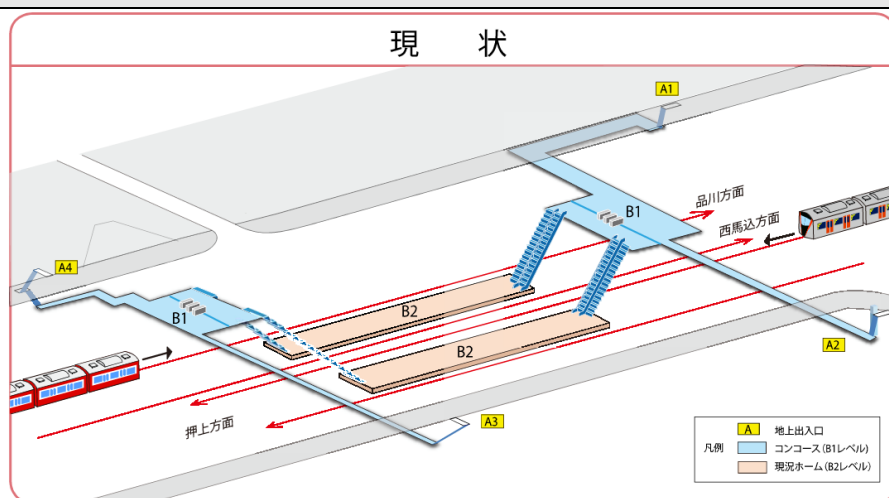 現 状
A1
B1
品川方面
西馬込方面
A4
B2
B1
B2
A2
押上方面
A3
凡例
A 地上出入口
コンコース(B1レベル)
現況ホーム(B2レベル)